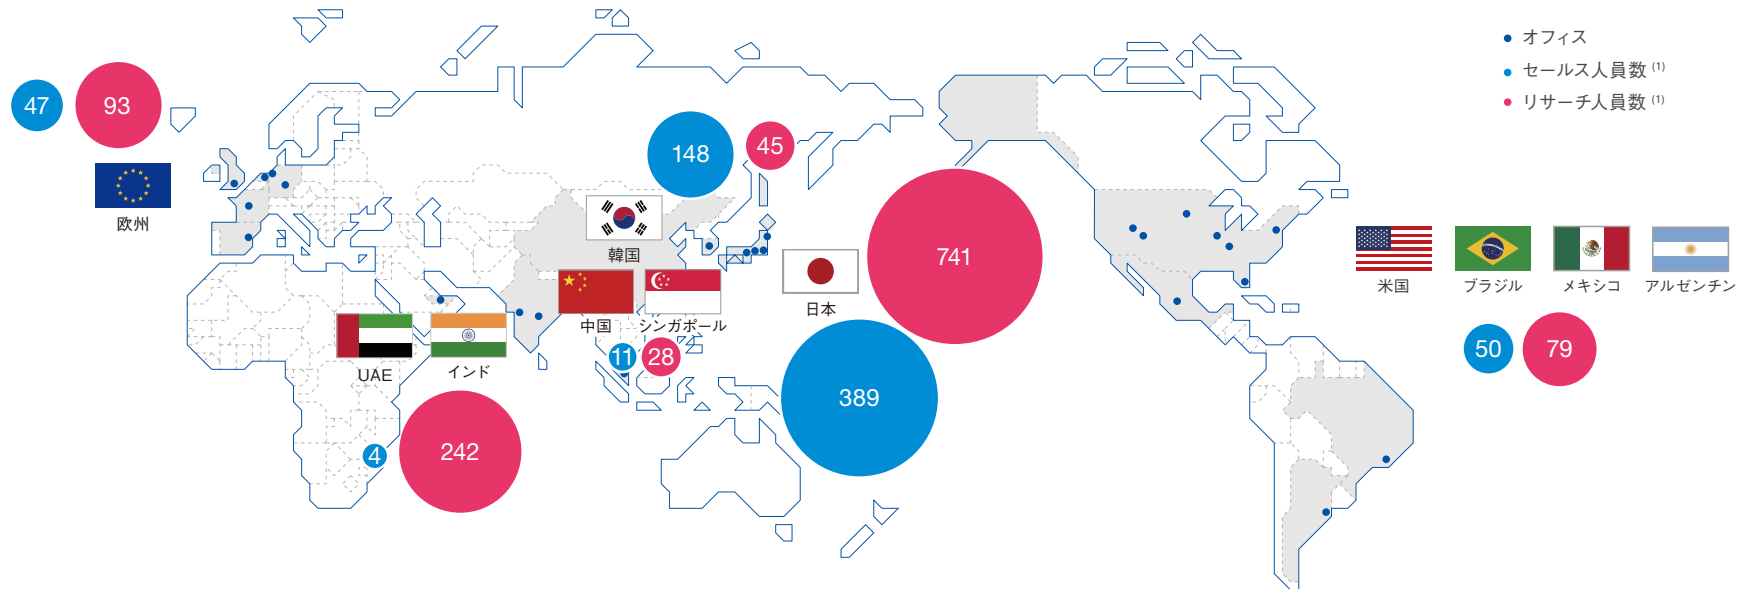 オフィス
セールス人員数 (1)
リサーチ人員数 (1)
47
93
欧州
148
45
韓国
741
日本
中国
シンガポール
11
28
389
UAE
インド
4
242
米国
ブラジル
メキシコ
アルゼンチン
50
79